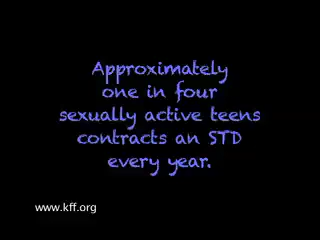 Approximately
one in four
sexually active teens
contracts an STD
every year.
www.kff.org